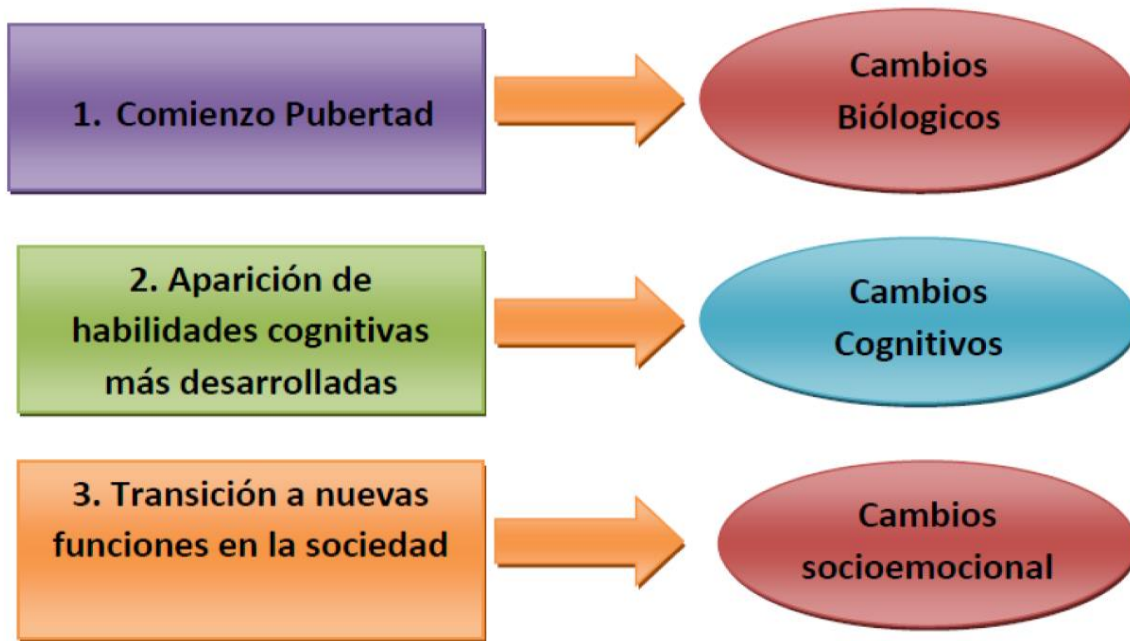 1. Comienzo Pubertad
Cambios
Biólogicos
2. Aparición de
habilidades cognitivas
más desarrolladas
Cambios
Cognitivos
3. Transición a nuevas
funciones en la sociedad
Cambios
socioemocional